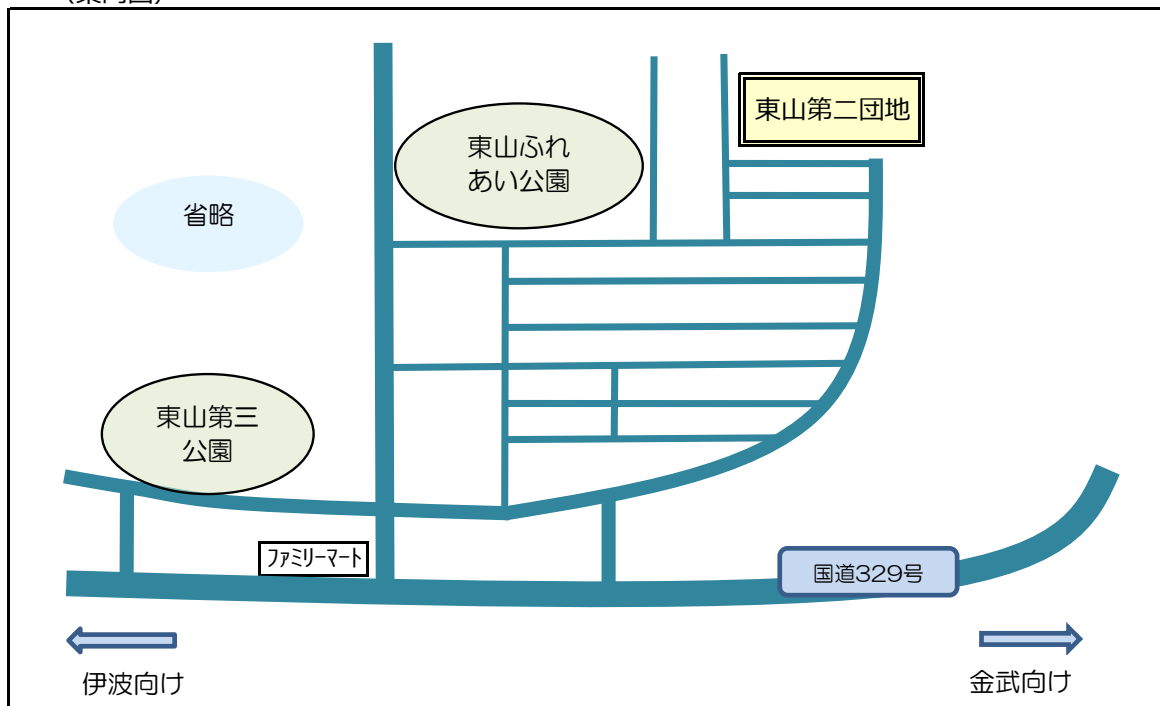 東山第二団地
東山ふれ
あい公園
省略
東山第三
公園
ファミリーマート
国道329号
伊波向け
金武向け